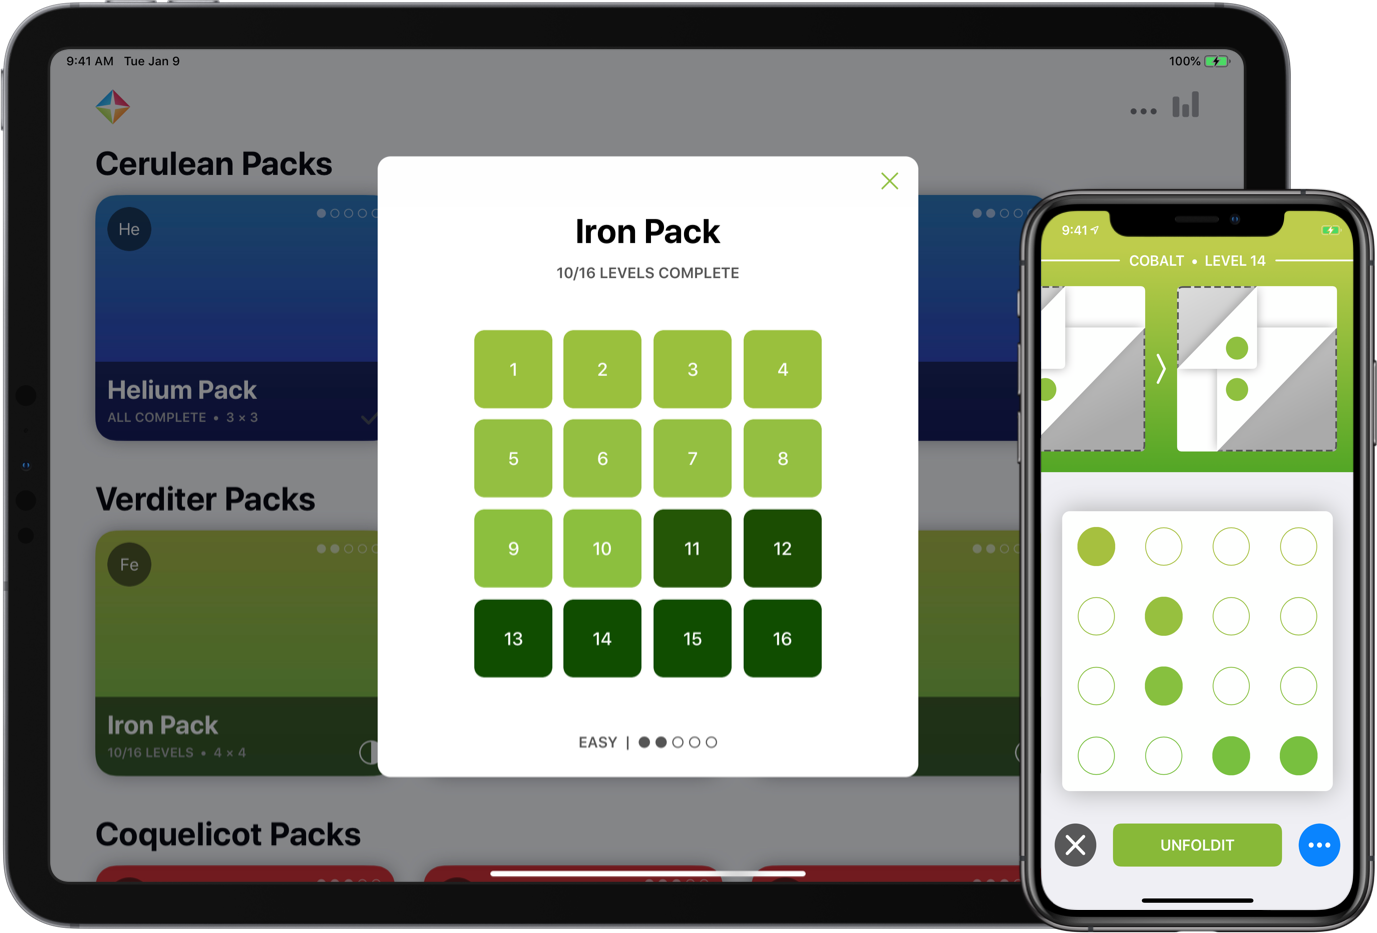 9:41 AM Tue Jan 9
100%
Cerulean Packs
He
Helium Pack
ALL COMPLETE • 3 × 3
Verditer Packs
Fe
Iron Pack
10/16 LEVELS • 4 × 4
Coquelicot Packs
Iron Pack
10/16 LEVELS COMPLETE
1 2 3 4
5 6 7 8
9 10 11 12
13 14 15 16
EASY |
9:41
COBALT • LEVEL 14
UNFOLDIT